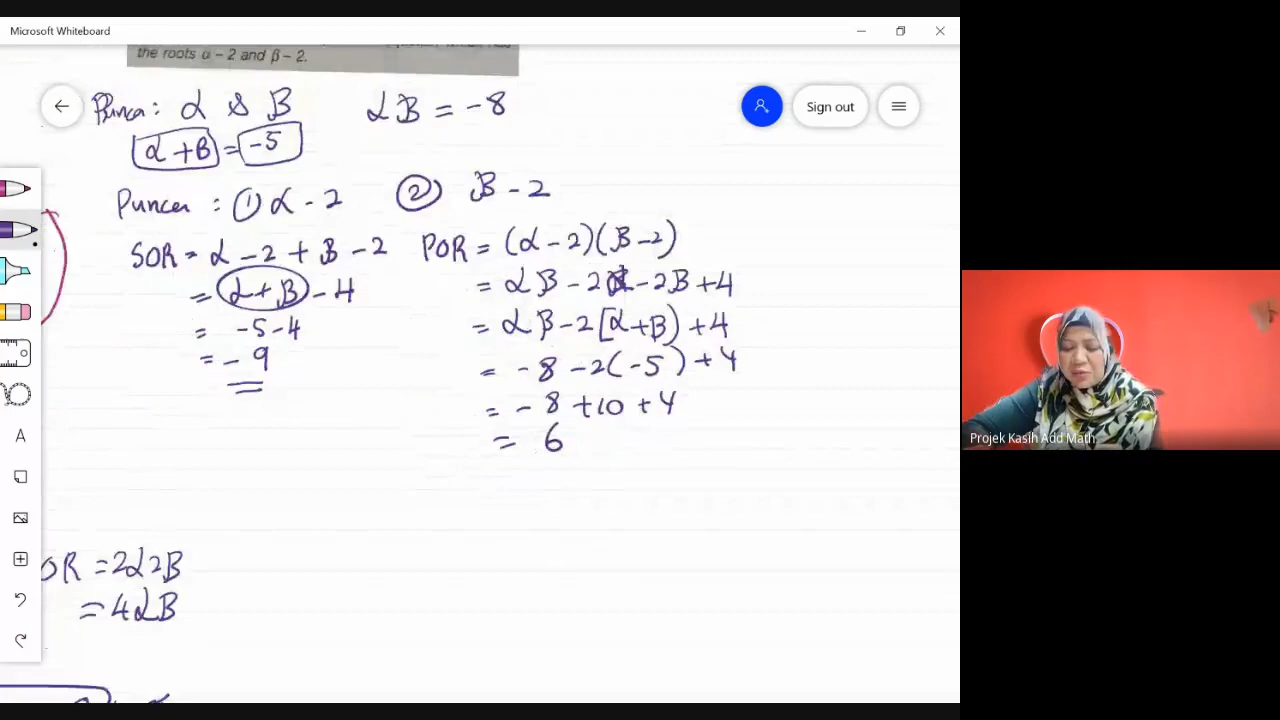 Microsoft Whiteboard
the roots α – 2 and β – 2.
Punca: α & β
αβ = -8
α + β = -5
Sign out
Punca : ① α - 2 ② β - 2
SOR = α - 2 + β - 2
= α + β - 4
= -5 - 4
= - 9
POR = (α - 2)(β - 2)
= αβ - 2α - 2β + 4
= αβ - 2[α+β) + 4
= - 8 - 2(-5) + 4
= - 8 + 10 + 4
= 6
OR = 2α2β
= 4αβ
A
Projek Kasih Add Math